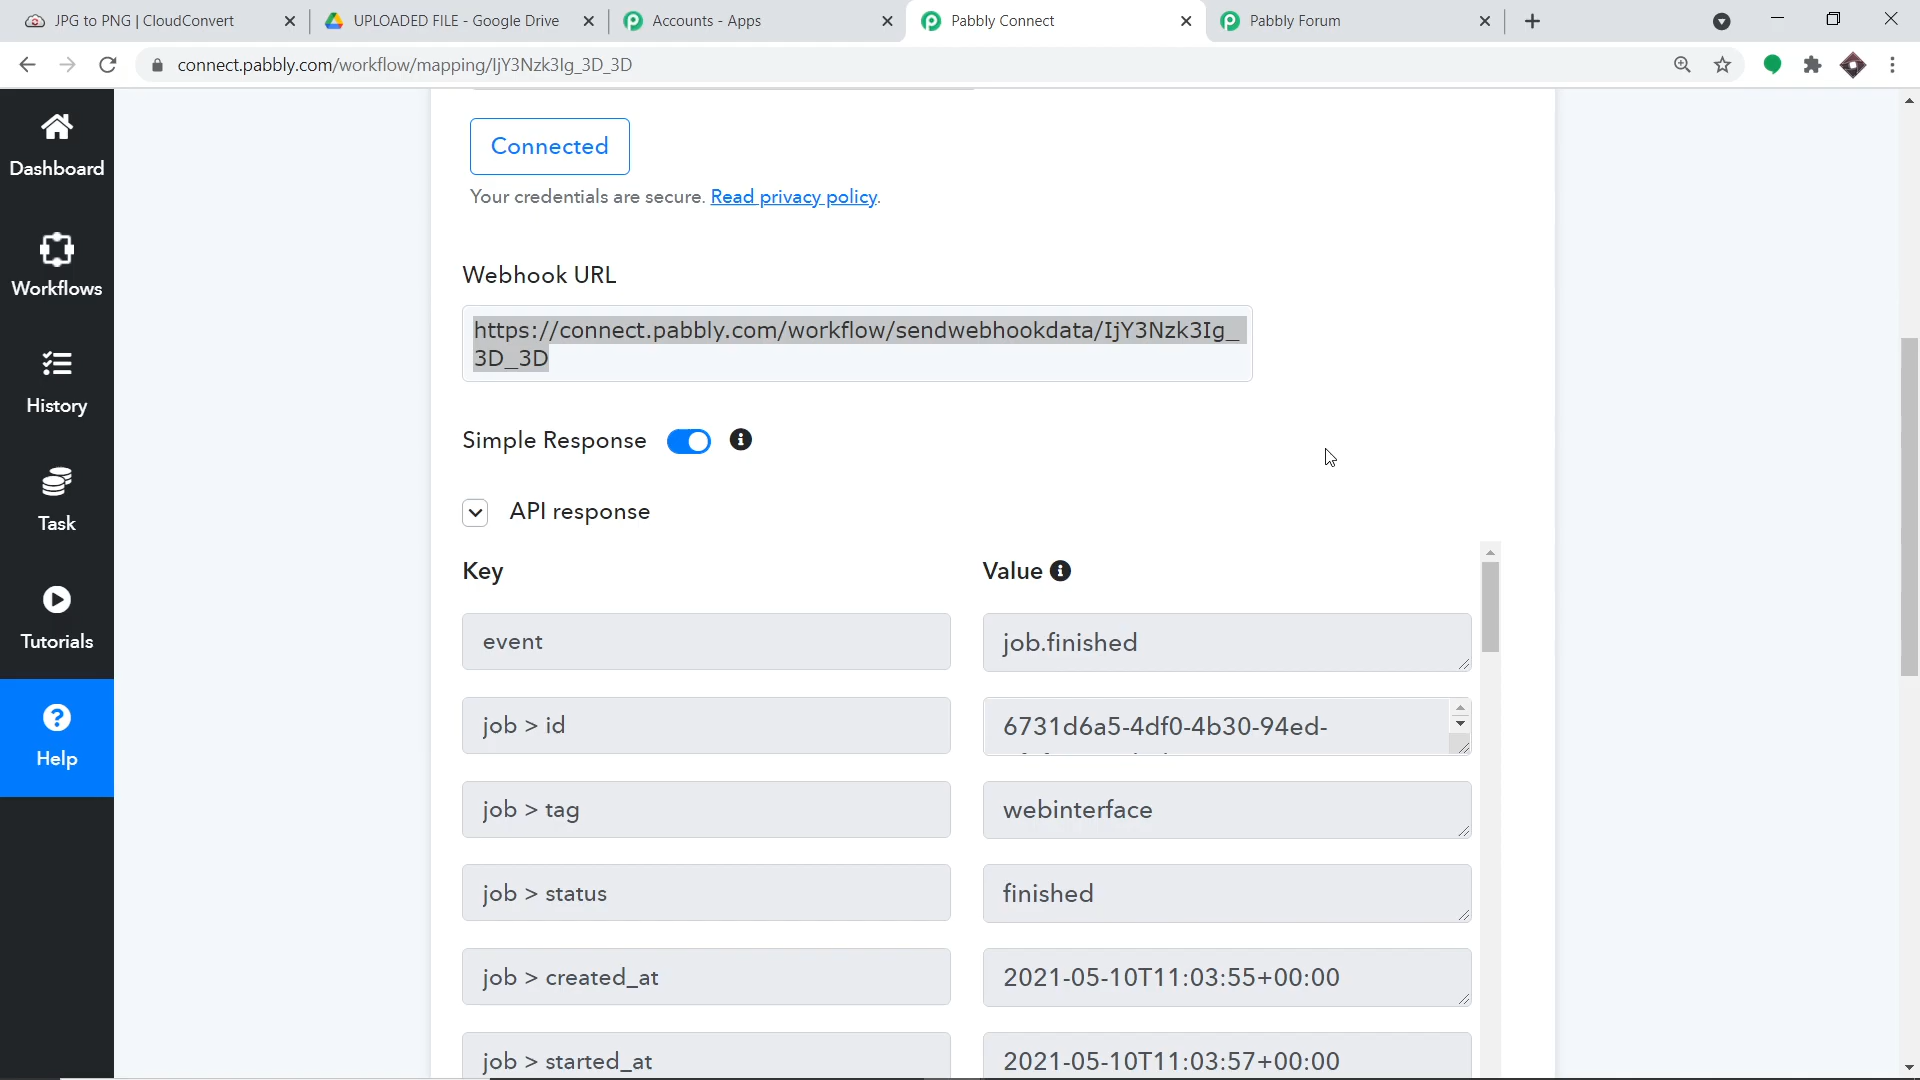 JPG to PNG | CloudConvert
UPLOADED FILE - Google Drive
Accounts - Apps
Pabbly Connect
Pabbly Forum
connect.pabbly.com/workflow/mapping/IjY3Nzk3Ig_3D_3D
Dashboard
Workflows
History
Task
Tutorials
Help
Connected
Your credentials are secure. Read privacy policy.
Webhook URL
https://connect.pabbly.com/workflow/sendwebhookdata/IjY3Nzk3Ig_
3D_3D
Simple Response
API response
Key Value
event job.finished
job > id 6731d6a5-4df0-4b30-94ed-
job > tag webinterface
job > status finished
job > created_at 2021-05-10T11:03:55+00:00
job > started_at 2021-05-10T11:03:57+00:00